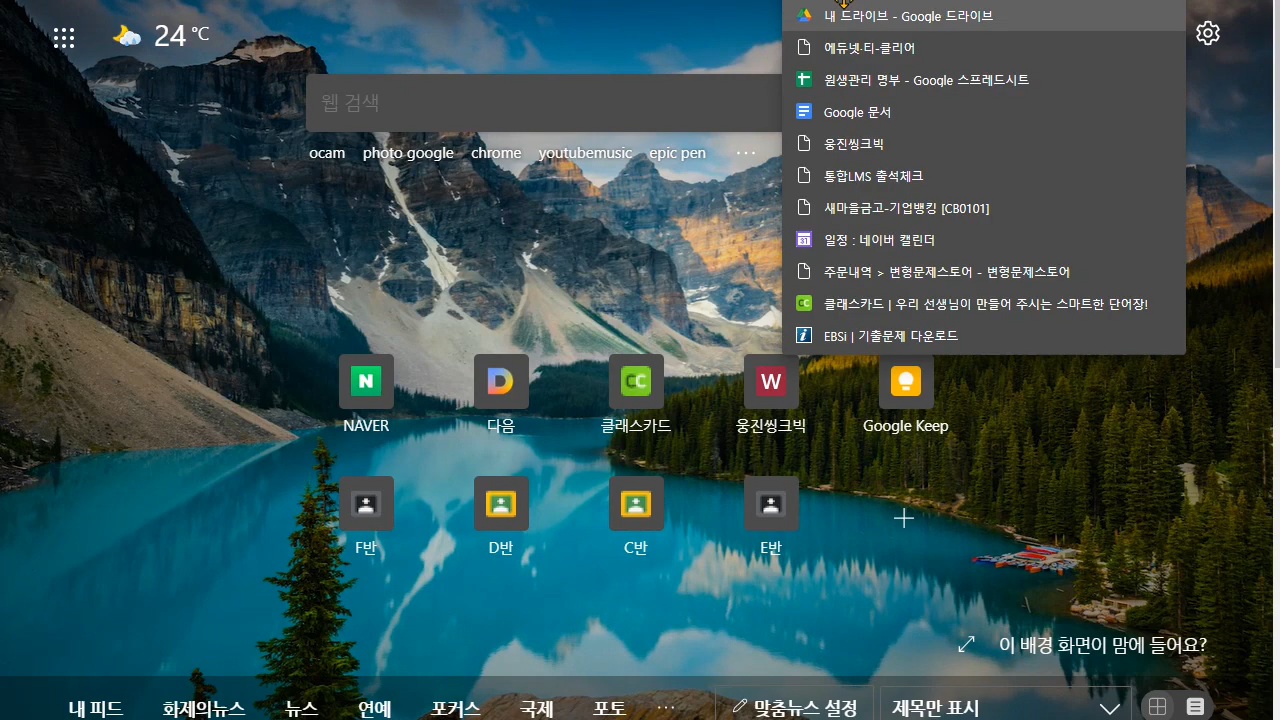 24 °C
웹 검색
ocam photo google chrome youtubemusic epic pen ...
내 드라이브 - Google 드라이브
에듀넷·티-클리어
원생관리 명부 - Google 스프레드시트
Google 문서
웅진씽크빅
통합LMS 출석체크
새마을금고-기업뱅킹 [CB0101]
31 일정 : 네이버 캘린더
주문내역 > 변형문제스토어 - 변형문제스토어
CC 클래스카드 | 우리 선생님이 만들어 주시는 스마트한 단어장!
i EBSi | 기출문제 다운로드
N D CC W
NAVER 다음 클래스카드 웅진씽크빅 Google Keep
F반 D반 C반 E반
이 배경 화면이 맘에 들어요?
내 피드 화제의뉴스 뉴스 연예 포커스 국제 포토 ... 맞춤뉴스 설정 제목만 표시